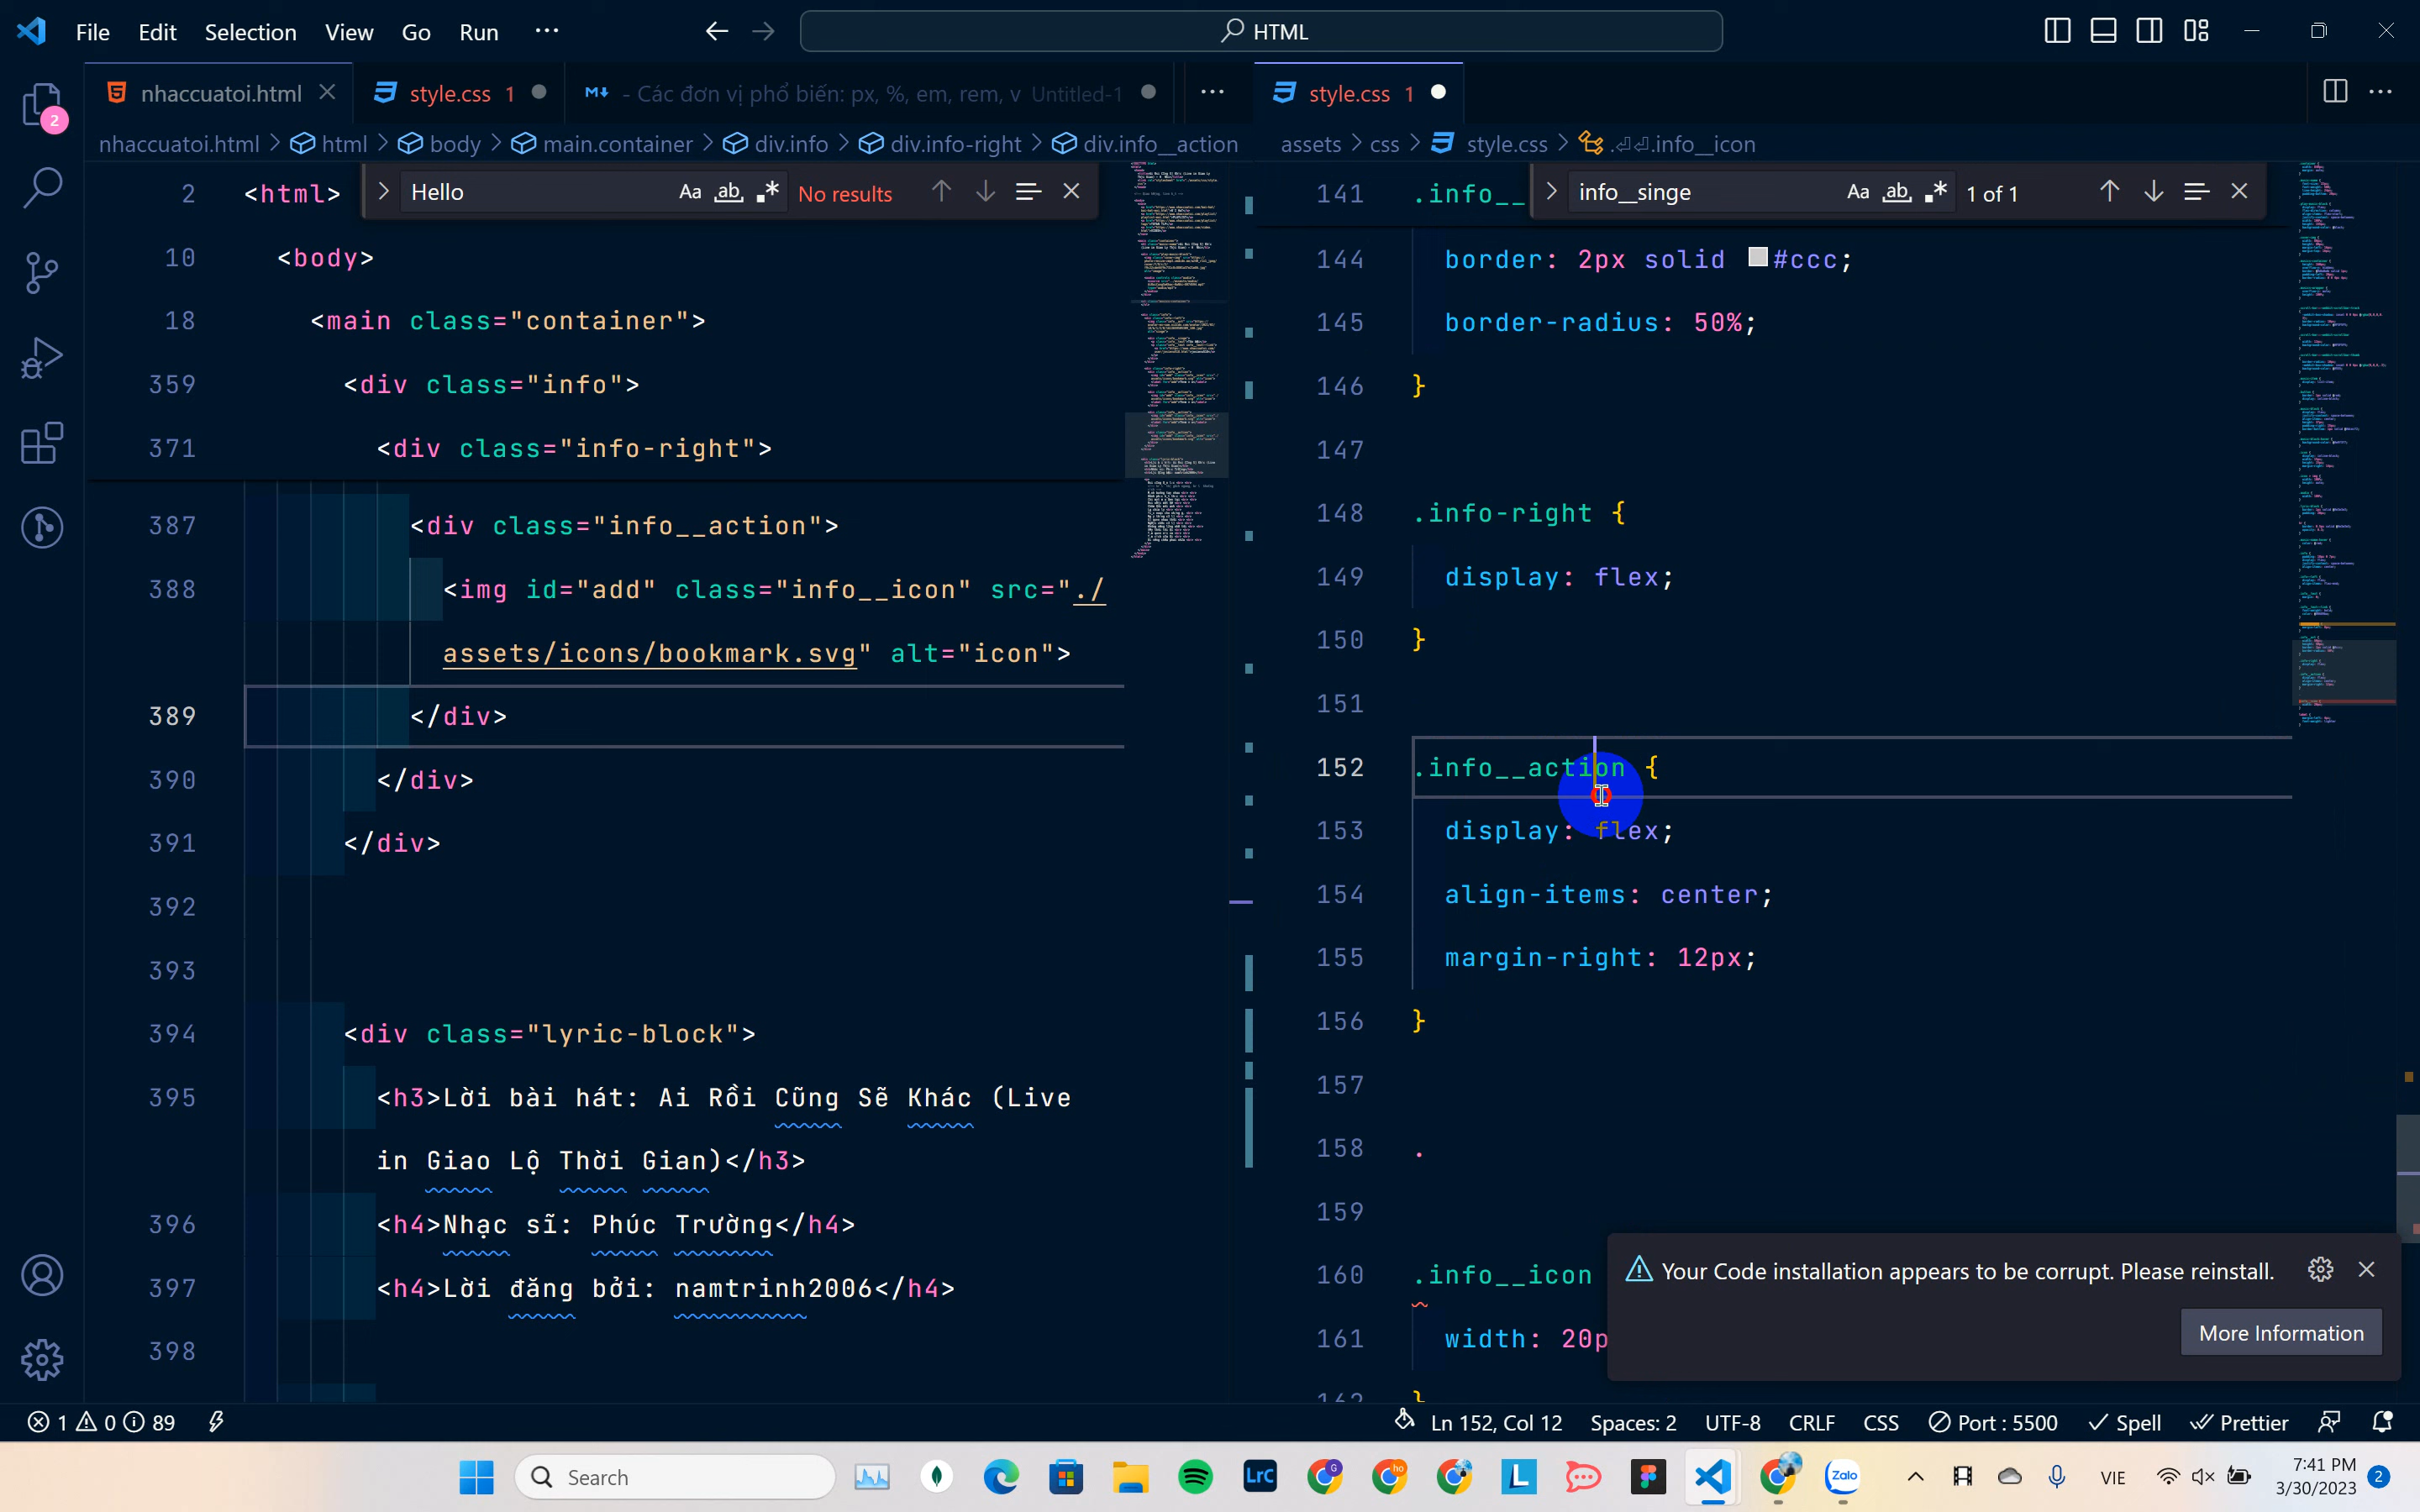 File Edit Selection View Go Run ··· HTML
nhaccuatoi.html style.css 1 - Các đơn vị phổ biến: px, %, em, rem, v Untitled-1 ··· style.css 1 ···
2
nhaccuatoi.html > html > body > main.container > div.info > div.info-right > div.info__action
assets > css > style.css > .⏎⏎.info__icon
Hello Aa ab .* No results
info__singe Aa ab .* 1 of 1
2 <html>
10 <body>
18 <main class="container">
359 <div class="info">
371 <div class="info-right">
387 <div class="info__action">
388 <img id="add" class="info__icon" src="./
assets/icons/bookmark.svg" alt="icon">
389 </div>
390 </div>
391 </div>
392
393
394 <div class="lyric-block">
395 <h3>Lời bài hát: Ai Rồi Cũng Sẽ Khác (Live
in Giao Lộ Thời Gian)</h3>
396 <h4>Nhạc sĩ: Phúc Trường</h4>
397 <h4>Lời đăng bởi: namtrinh2006</h4>
398
141 .info__
144 border: 2px solid #ccc;
145 border-radius: 50%;
146 }
147
148 .info-right {
149 display: flex;
150 }
151
152 .info__action {
153 display: flex;
154 align-items: center;
155 margin-right: 12px;
156 }
157
158 .
159
160 .info__icon
161 width: 20p
162 }
Your Code installation appears to be corrupt. Please reinstall.
More Information
1 0 89
Ln 152, Col 12 Spaces: 2 UTF-8 CRLF CSS Port : 5500 Spell Prettier
Search LrC G ho L Zalo VIE 7:41 PM
3/30/2023 2